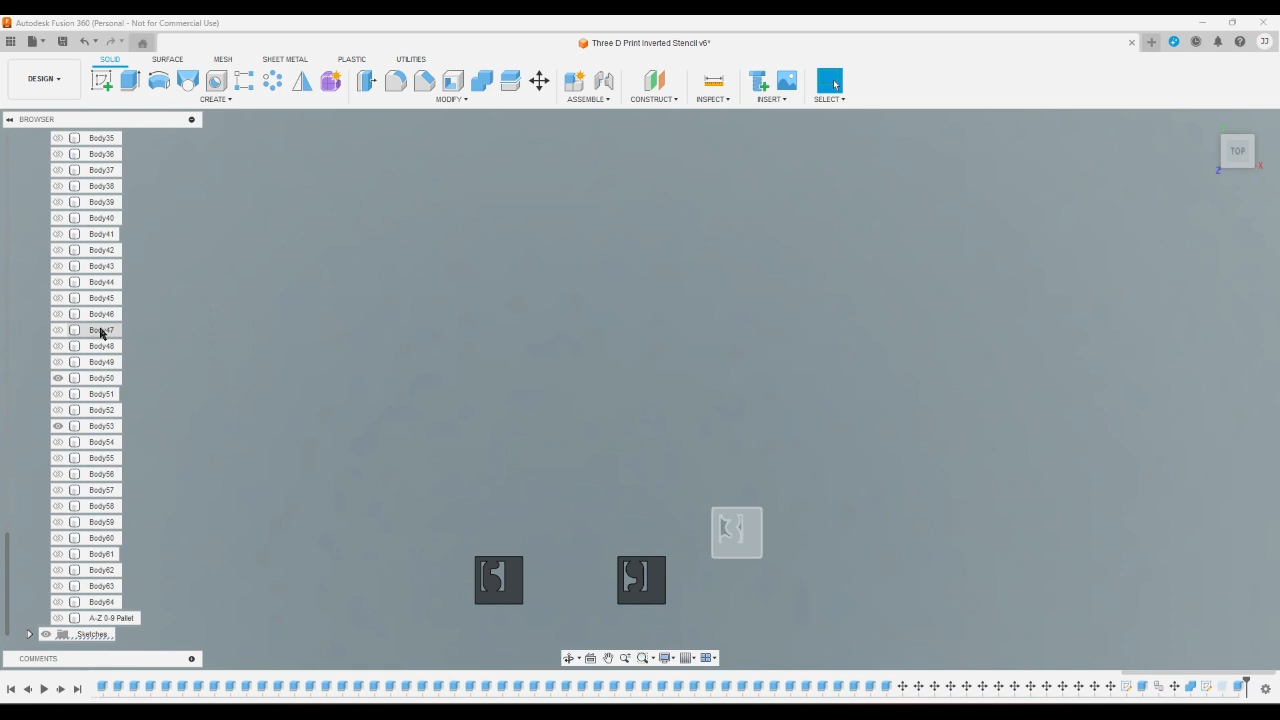 Autodesk Fusion 360 (Personal - Not for Commercial Use)
Three D Print Inverted Stencil v6*
JJ
SOLID SURFACE MESH SHEET METAL PLASTIC UTILITIES
DESIGN
CREATE MODIFY ASSEMBLE CONSTRUCT INSPECT INSERT SELECT
BROWSER
Body35
Body36
Body37
Body38
Body39
Body40
Body41
Body42
Body43
Body44
Body45
Body46
Body47
Body48
Body49
Body50
Body51
Body52
Body53
Body54
Body55
Body56
Body57
Body58
Body59
Body60
Body61
Body62
Body63
Body64
A-Z 0-9 Pallet
Sketches
COMMENTS
TOP
X
Z